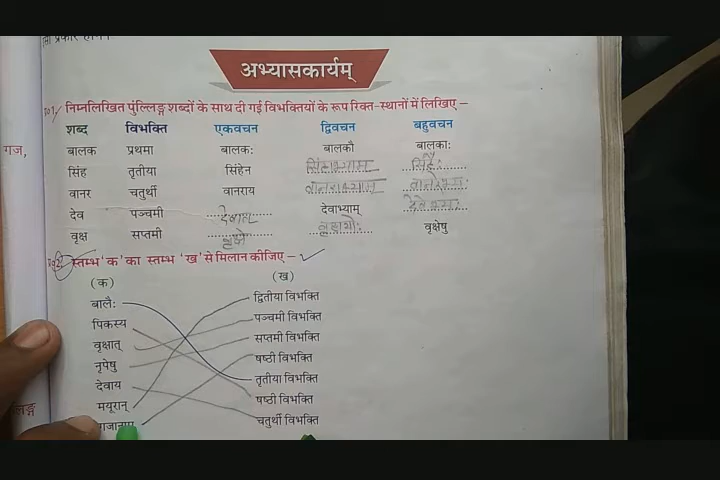 अभ्यासकार्यम्
निम्नलिखित पुंल्लिङ्ग शब्दों के साथ दी गई विभक्तियों के रूप रिक्त-स्थानों में लिखिए –
शब्द विभक्ति एकवचन द्विवचन बहुवचन
बालक प्रथमा बालकः बालकौ बालकाः
गज,
सिंह तृतीया सिंहेन सिंहाभ्याम सिंहैः
वानर चतुर्थी वानराय वानराभ्याम्
देव पञ्चमी देवाभ्याम्
वृक्ष सप्तमी वृक्षेषु
स्तम्भ 'क' का स्तम्भ 'ख' से मिलान कीजिए –
(क) (ख)
बालैः द्वितीया विभक्ति
पिकस्य पञ्चमी विभक्ति
वृक्षात् सप्तमी विभक्ति
नृपेषु षष्ठी विभक्ति
देवाय तृतीया विभक्ति
मयूरान् षष्ठी विभक्ति
चतुर्थी विभक्ति